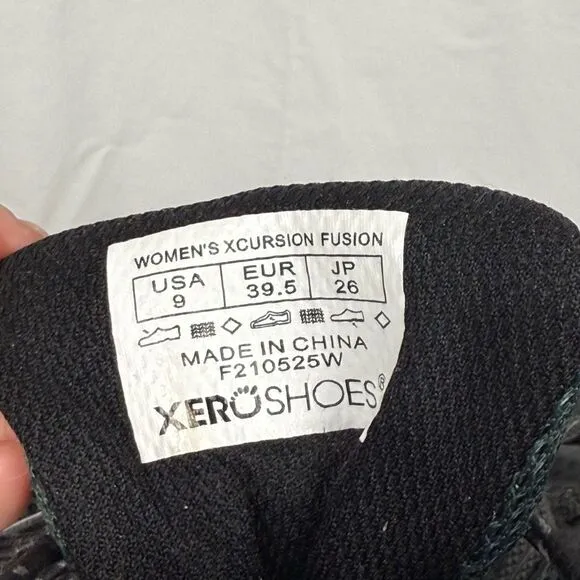 WOMEN'S XCURSION FUSION
USA EUR JP
9 39.5 26
MADE IN CHINA
F210525W
XEROSHOES®